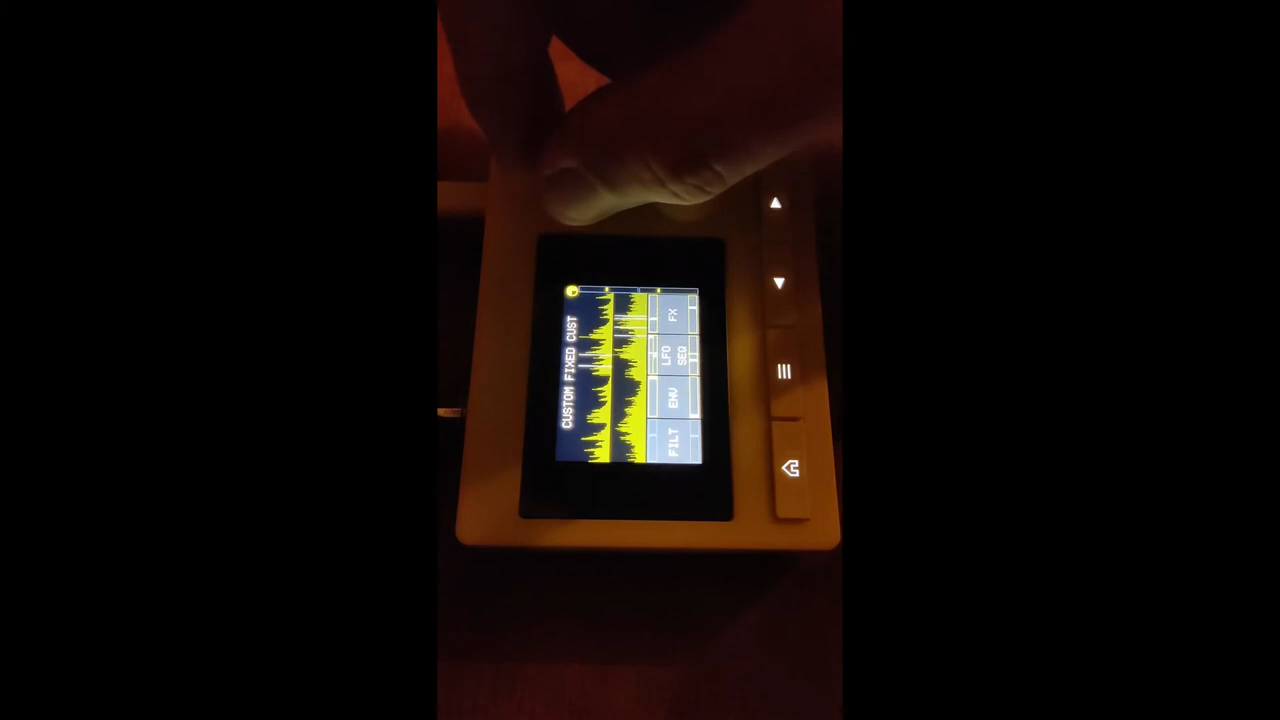 CUSTOM FIXED CUST
FILT
ENV
LFO
SEQ
FX